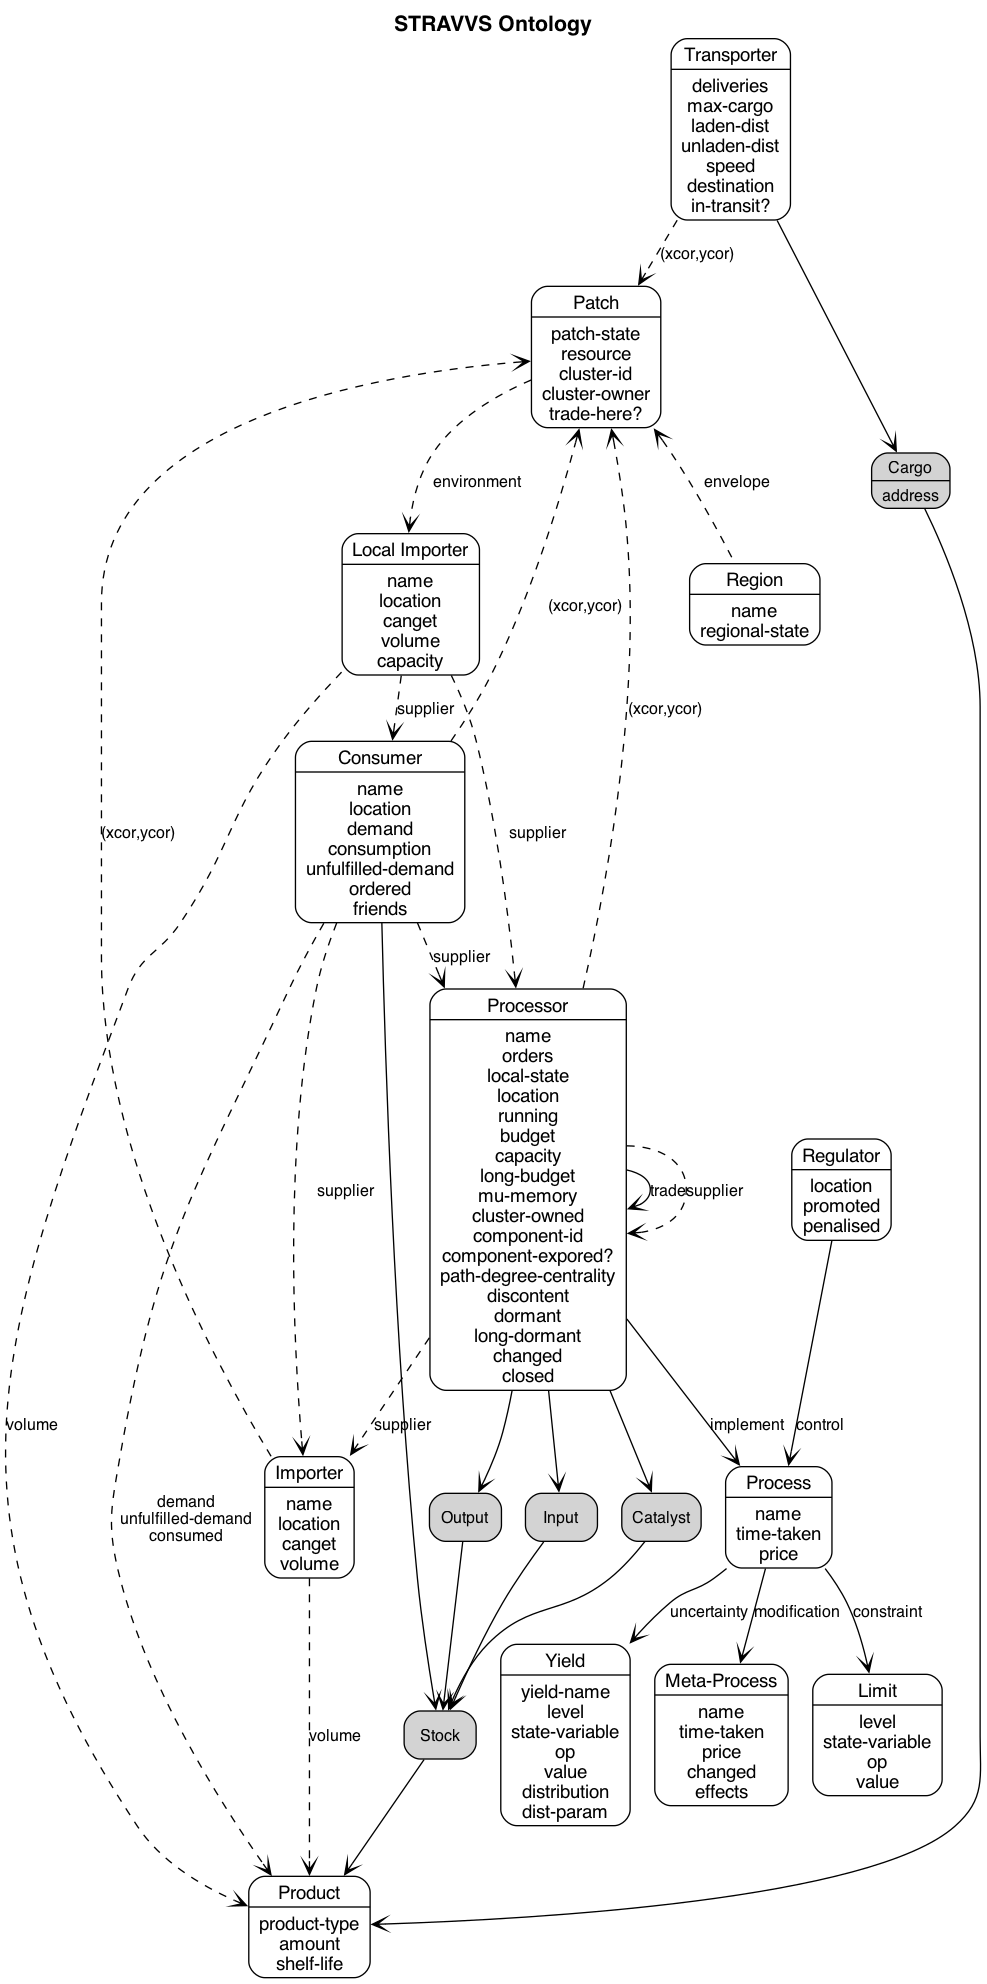 STRAVVS Ontology
Transporter
deliveries
max-cargo
laden-dist
unladen-dist
speed
destination
in-transit?
(xcor,ycor)
Patch
patch-state
resource
cluster-id
cluster-owner
trade-here?
Cargo
address
environment
envelope
Local Importer
name
location
canget
volume
capacity
Region
name
regional-state
(xcor,ycor)
supplier
(xcor,ycor)
Consumer
name
location
demand
consumption
unfulfilled-demand
ordered
friends
(xcor,ycor)
supplier
supplier
Processor
name
orders
local-state
location
running
budget
capacity
long-budget
mu-memory
cluster-owned
component-id
component-expored?
path-degree-centrality
discontent
dormant
long-dormant
changed
closed
trade
supplier
Regulator
location
promoted
penalised
supplier
volume
supplier
implement
control
Importer
name
location
canget
volume
demand
unfulfilled-demand
consumed
Output
Input
Catalyst
Process
name
time-taken
price
uncertainty
modification
constraint
Yield
yield-name
level
state-variable
op
value
distribution
dist-param
Meta-Process
name
time-taken
price
changed
effects
Limit
level
state-variable
op
value
volume
Stock
Product
product-type
amount
shelf-life